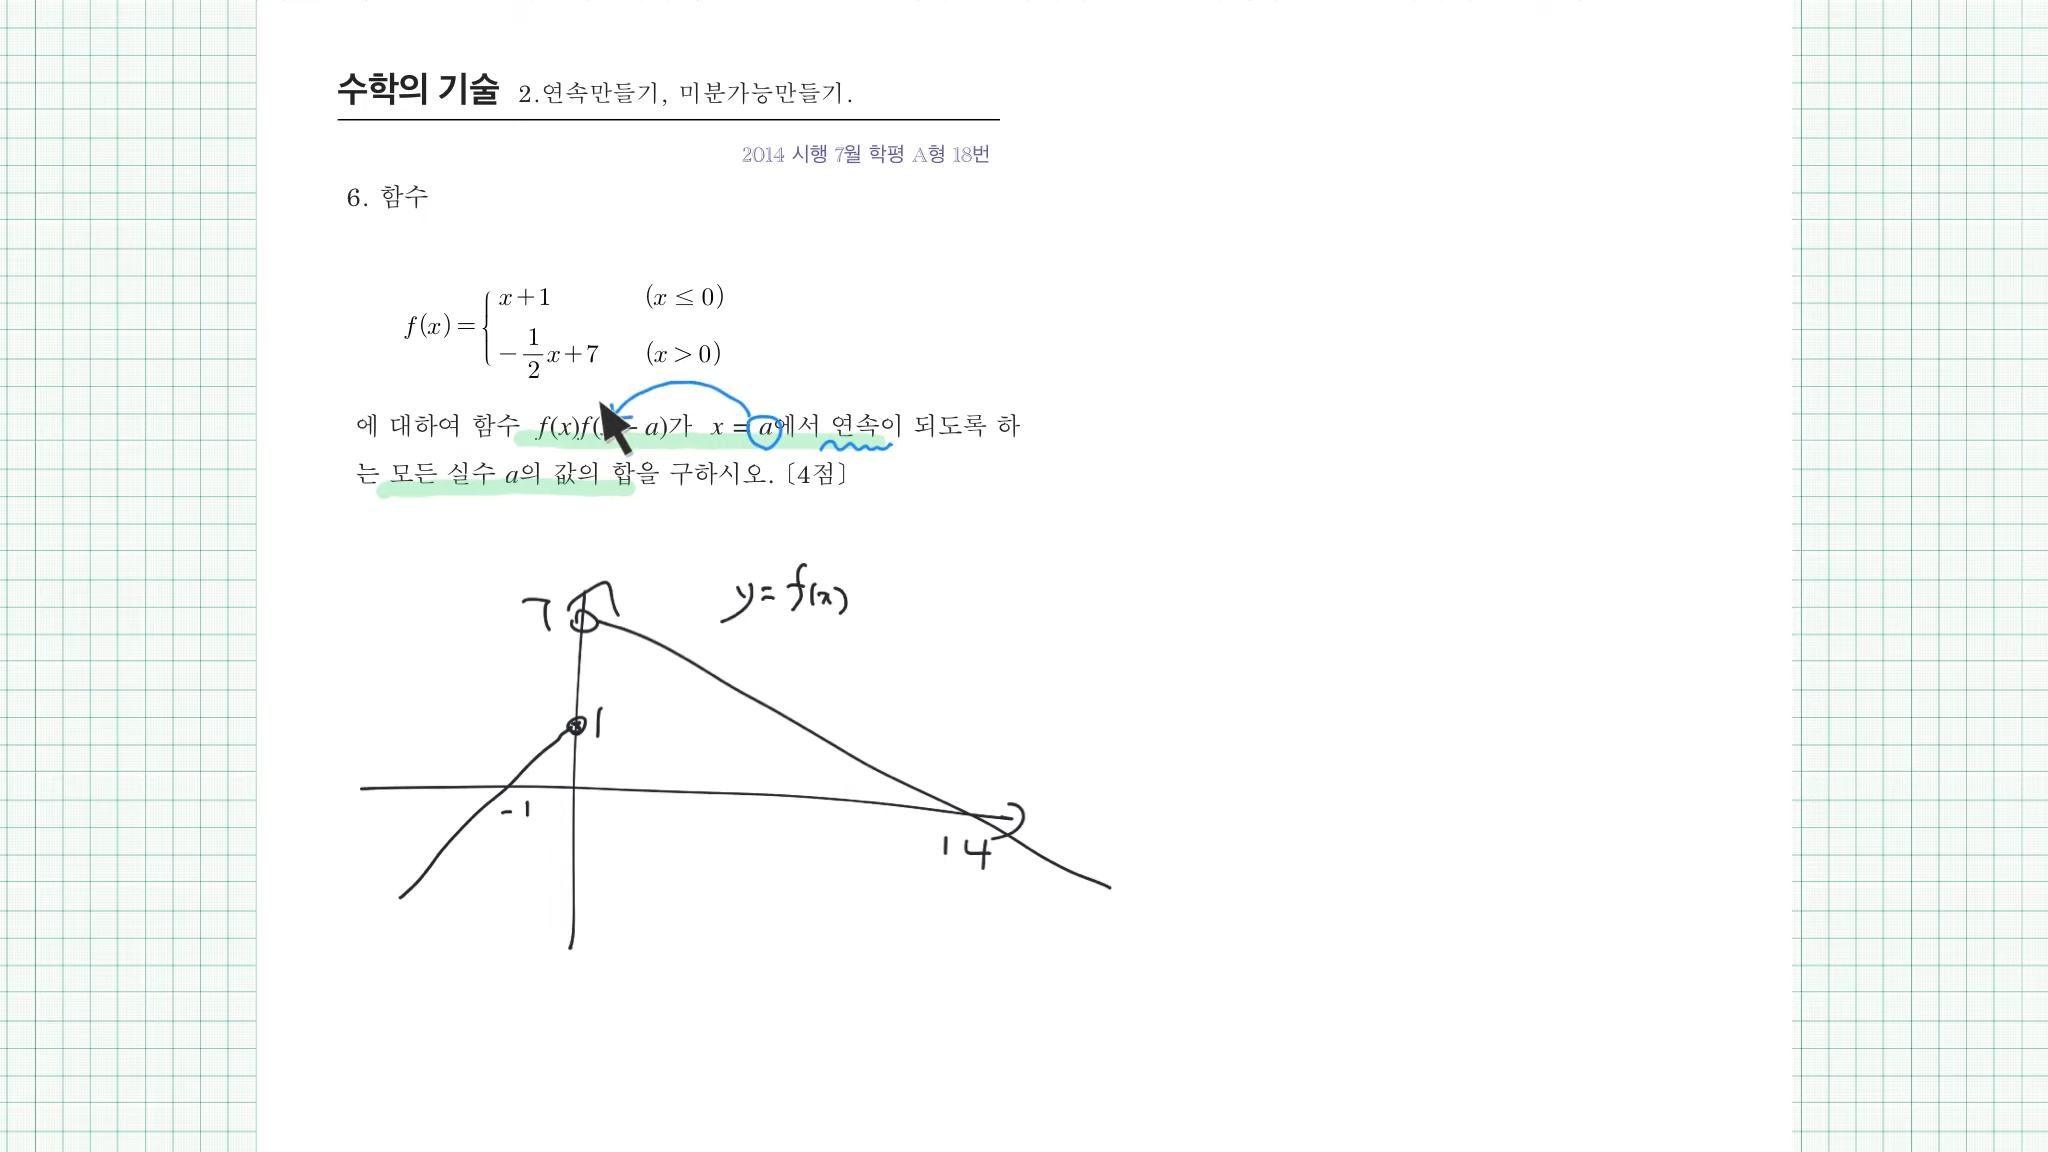 수학의 기술 2.연속만들기, 미분가능만들기.
2014 시행 7월 학평 A형 18번
6. 함수
f(x)= { x+1 (x ≤ 0)
-1/2 x+7 (x > 0)
에 대하여 함수 f(x)f( - a)가 x = a에서 연속이 되도록 하
는 모든 실수 a의 값의 합을 구하시오. [4점]
y= f(x)
7
1
-1
14